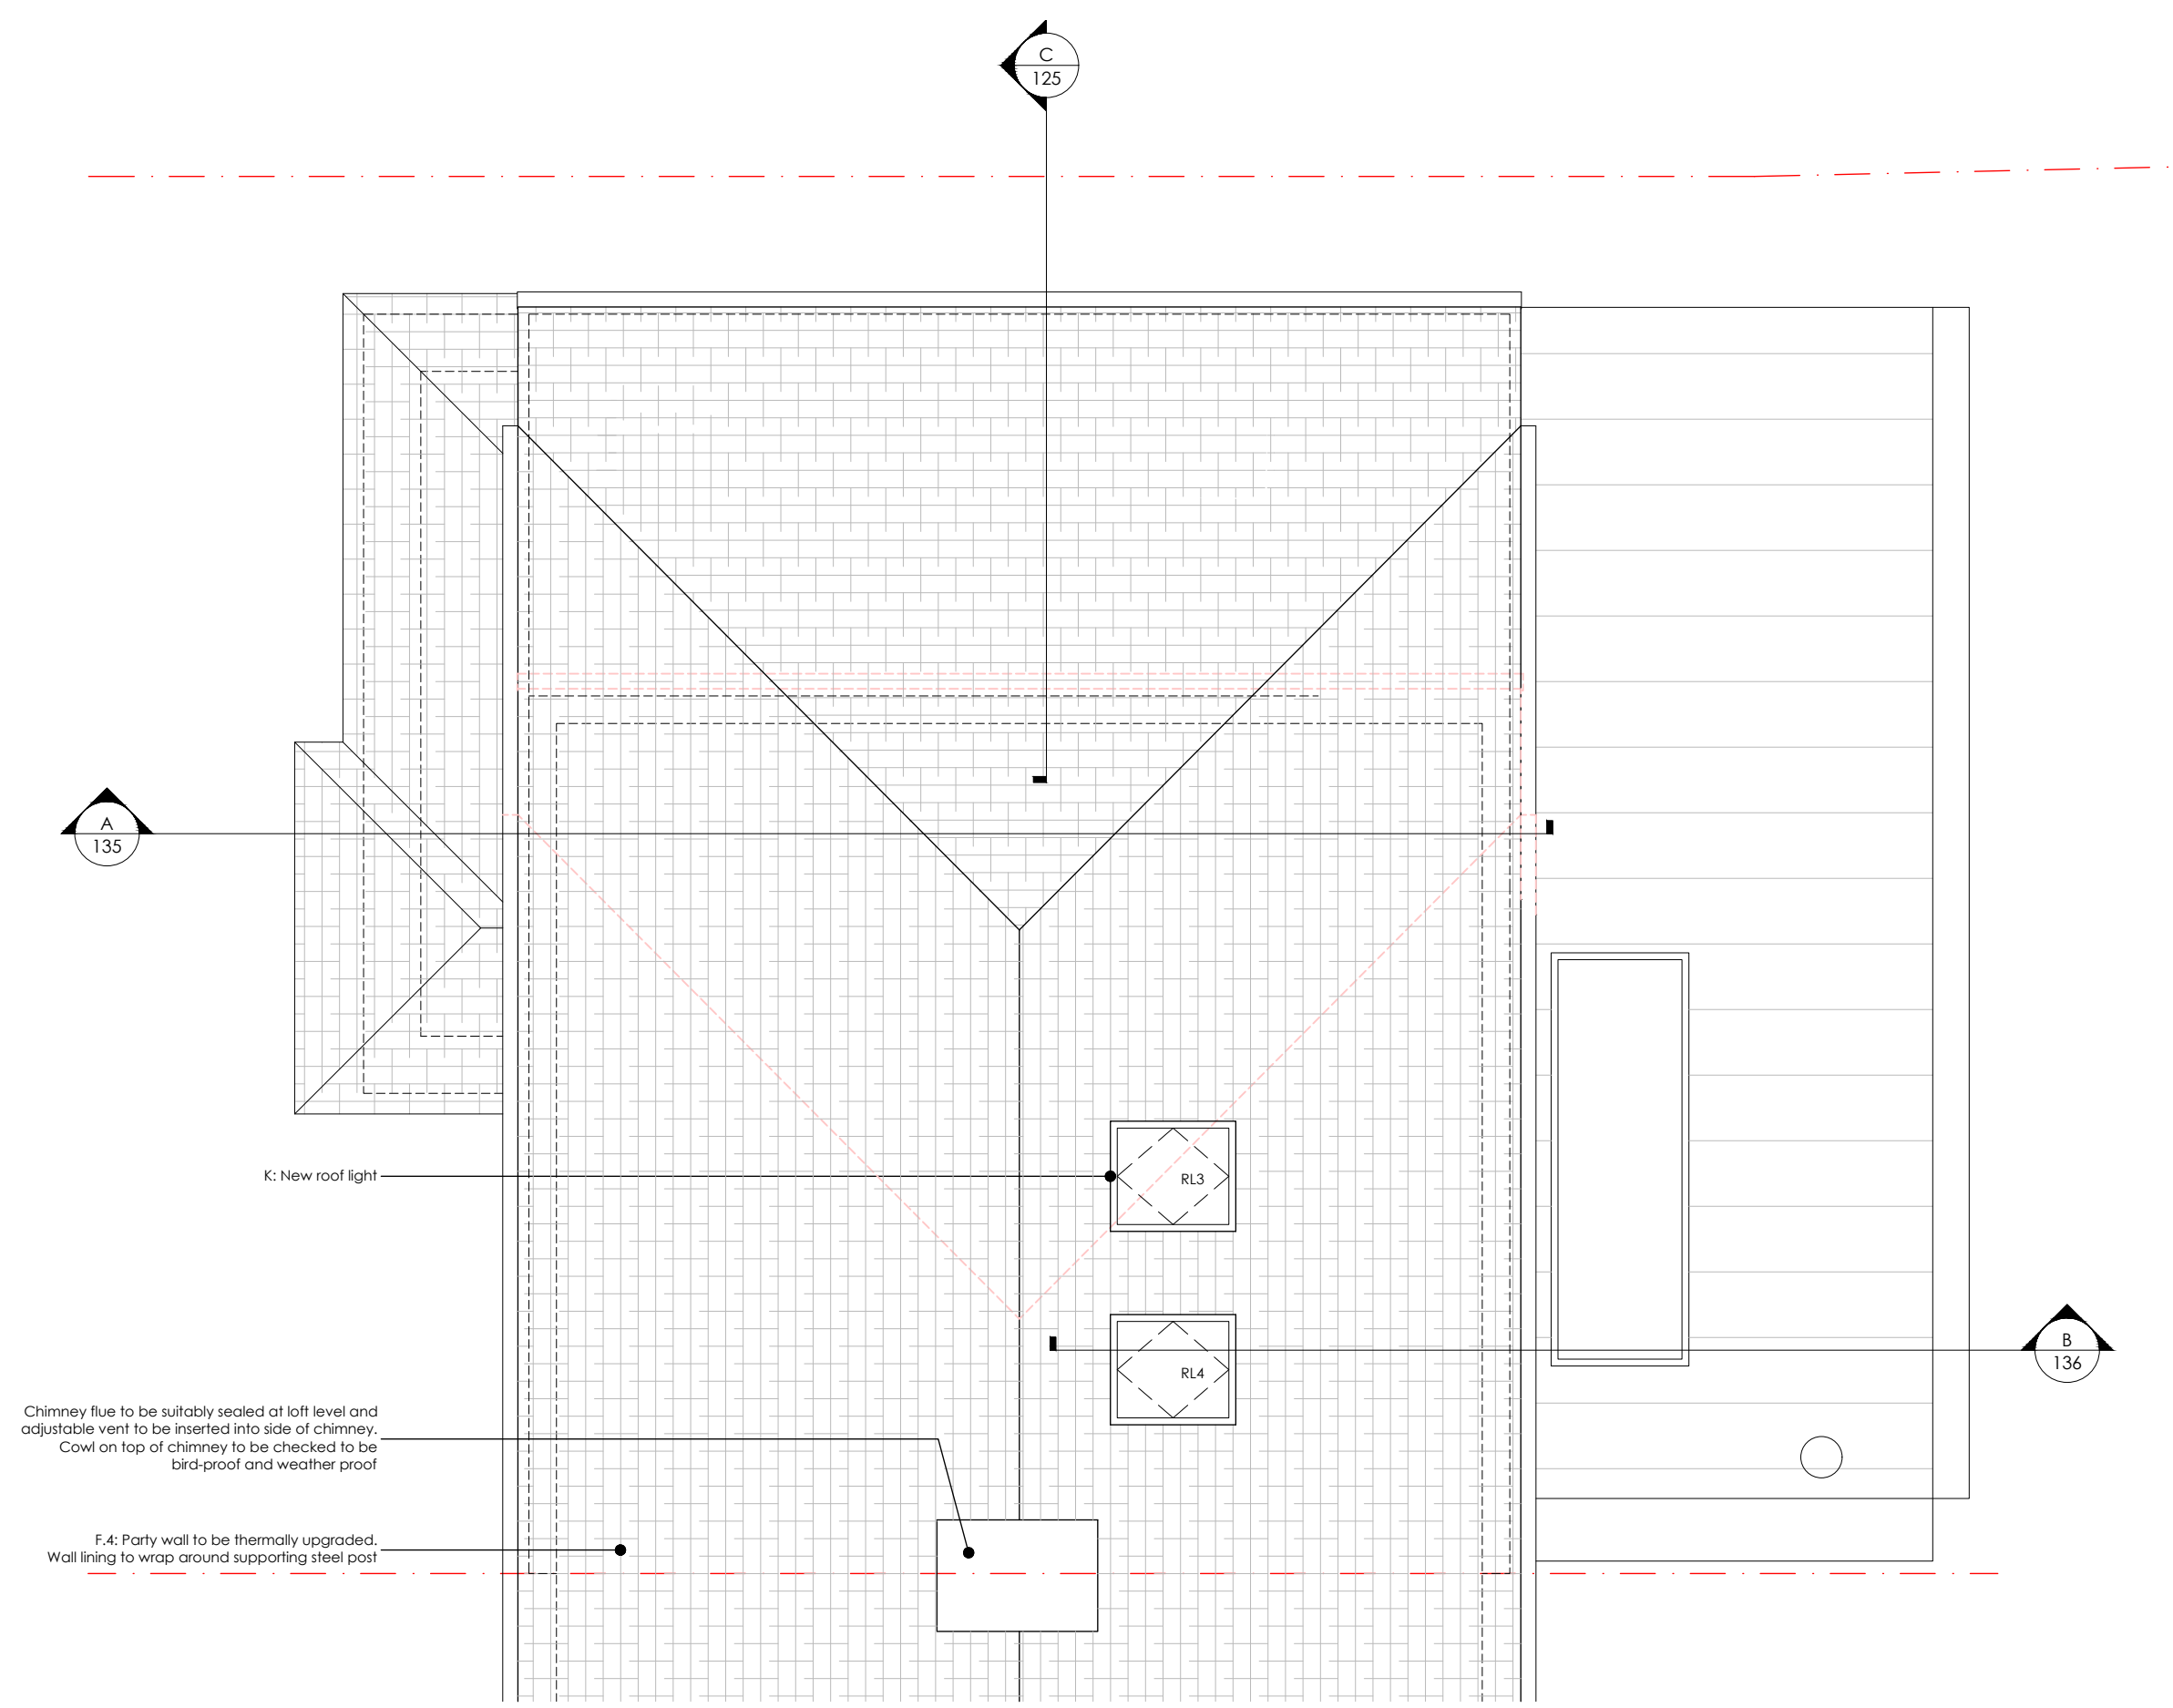 C
125
A
135
K: New roof light
RL3
B
136
RL4
Chimney flue to be suitably sealed at loft level and
adjustable vent to be inserted into side of chimney.
Cowl on top of chimney to be checked to be
bird-proof and weather proof
F.4: Party wall to be thermally upgraded.
Wall lining to wrap around supporting steel post